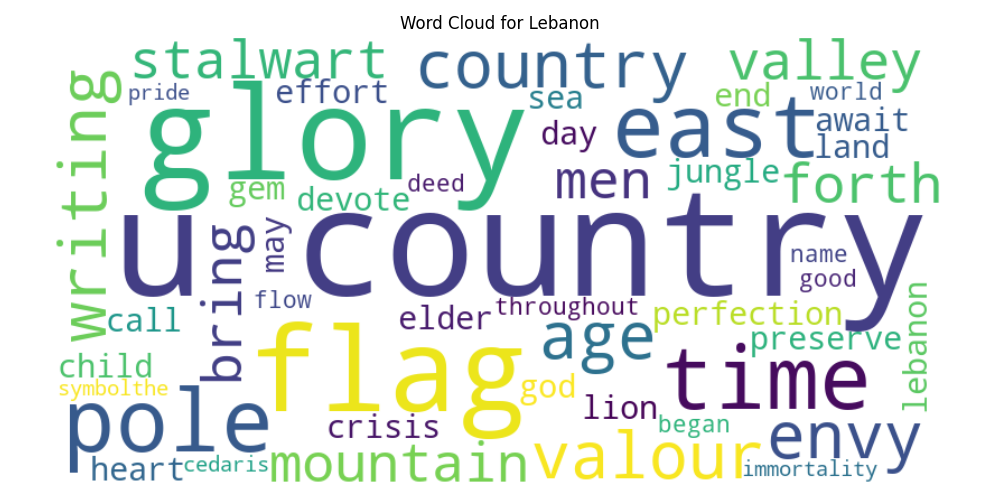 Word Cloud for Lebanon
stalwart
country
valley
writing
pride
effort
sea
end
world
glory
east
await
day
land
gem
devote
deed
men
jungle
forth
u country
bring
may
name
good
flow
throughout
call
elder
age
perfection
preserve
lebanon
child
flag
time
symbolthe
god
pole
lion
crisis
began
envy
heart
cedaris
mountain
valour
immortality